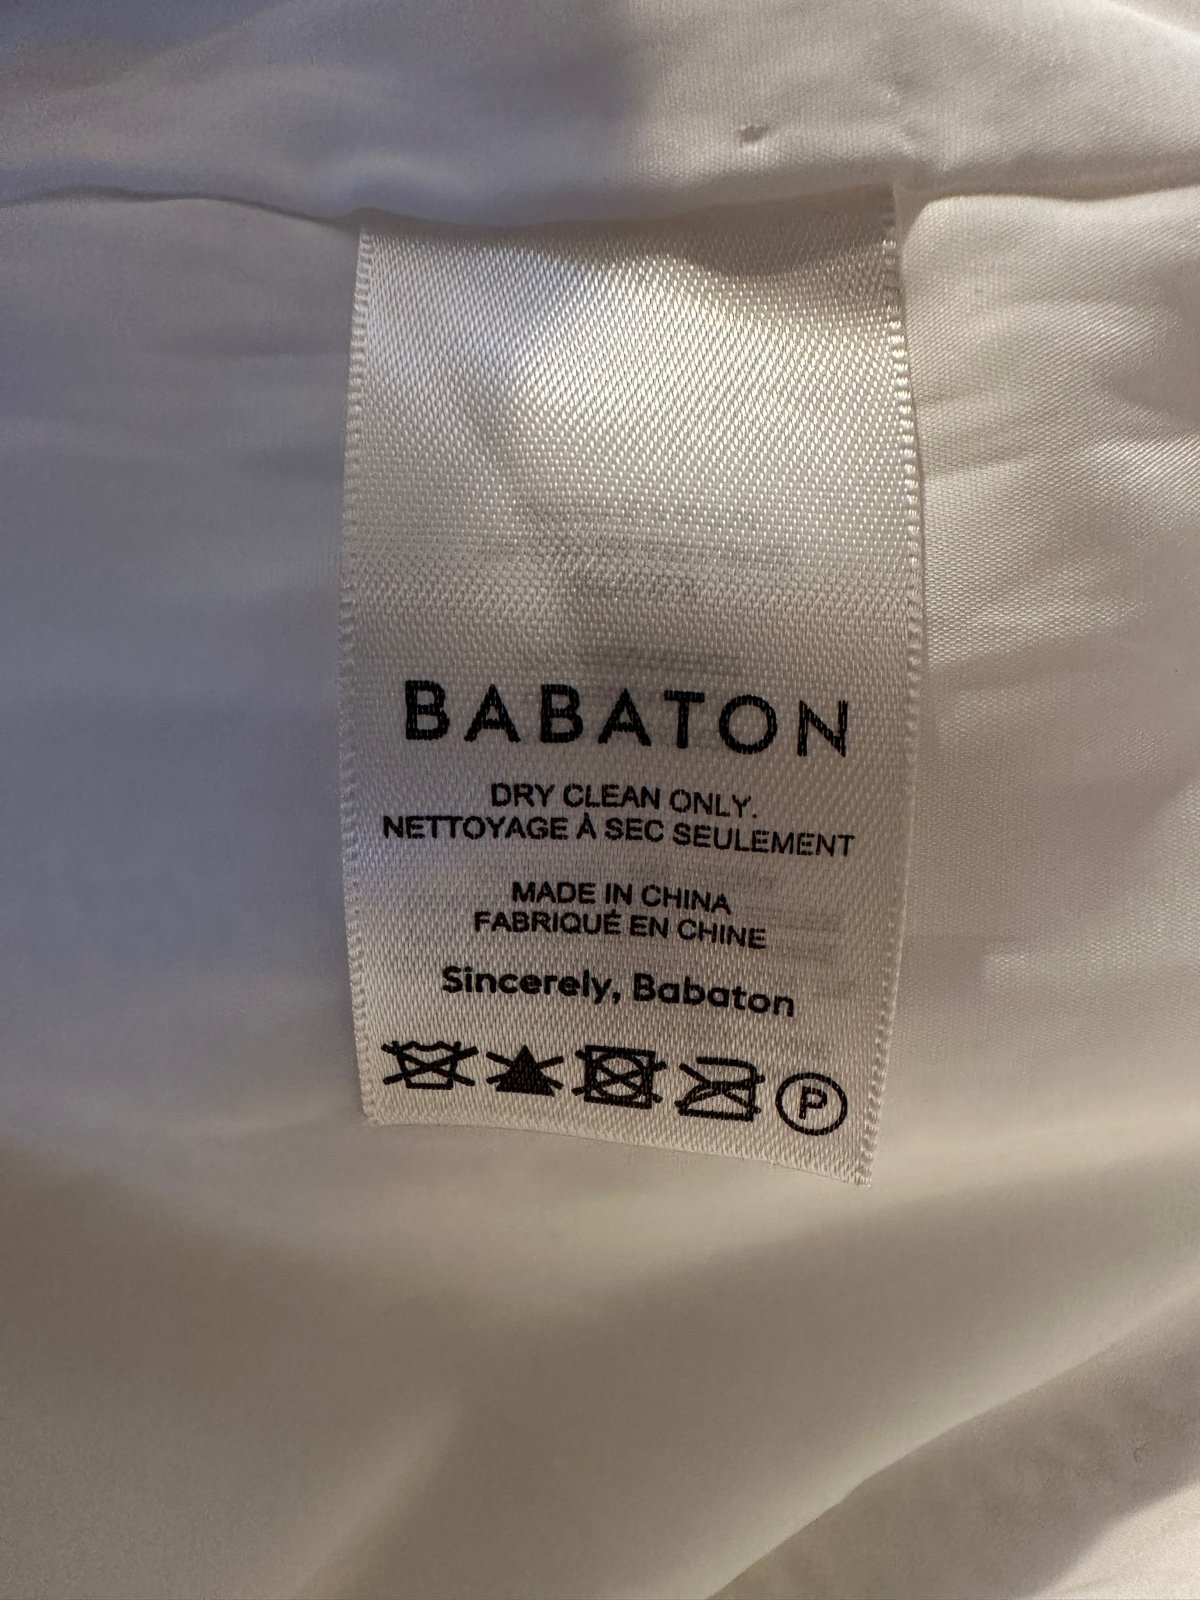 BABATON
DRY CLEAN ONLY.
NETTOYAGE À SEC SEULEMENT
MADE IN CHINA
FABRIQUÉ EN CHINE
Sincerely, Babaton
P